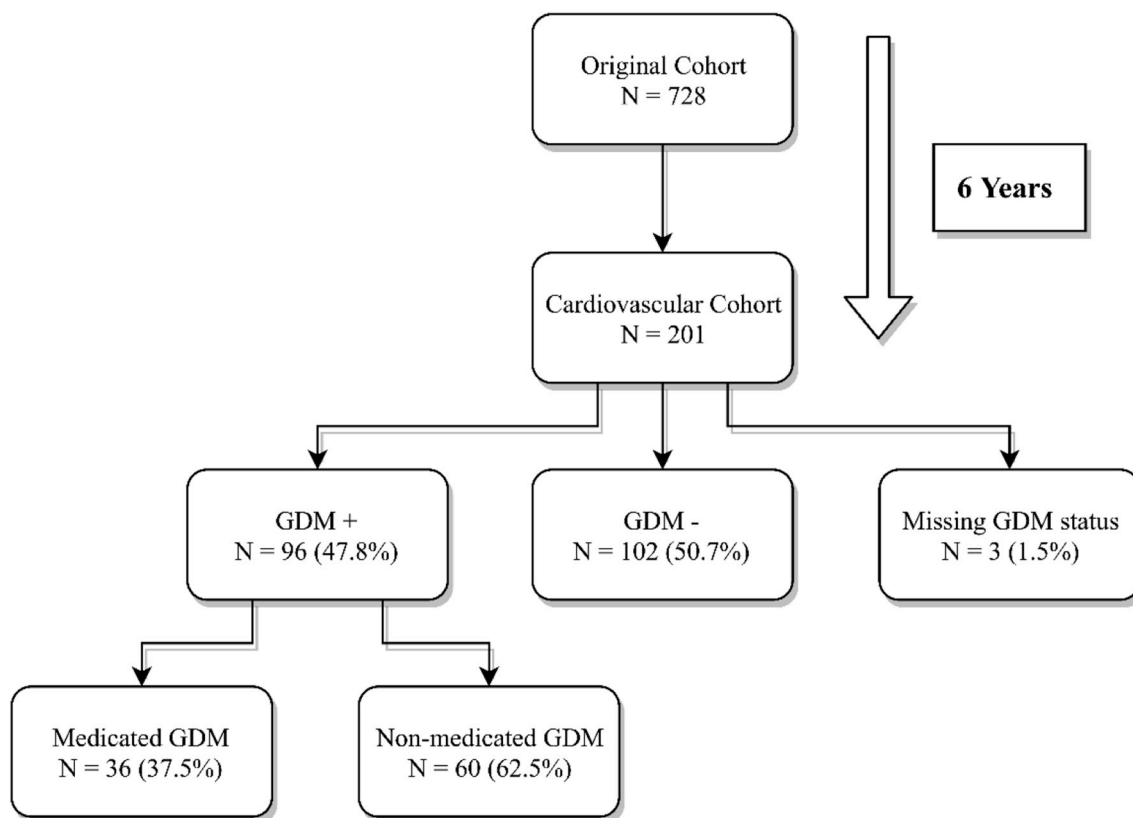 Original Cohort
N = 728
6 Years
Cardiovascular Cohort
N = 201
GDM +
N = 96 (47.8%)
GDM -
N = 102 (50.7%)
Missing GDM status
N = 3 (1.5%)
Medicated GDM
N = 36 (37.5%)
Non-medicated GDM
N = 60 (62.5%)